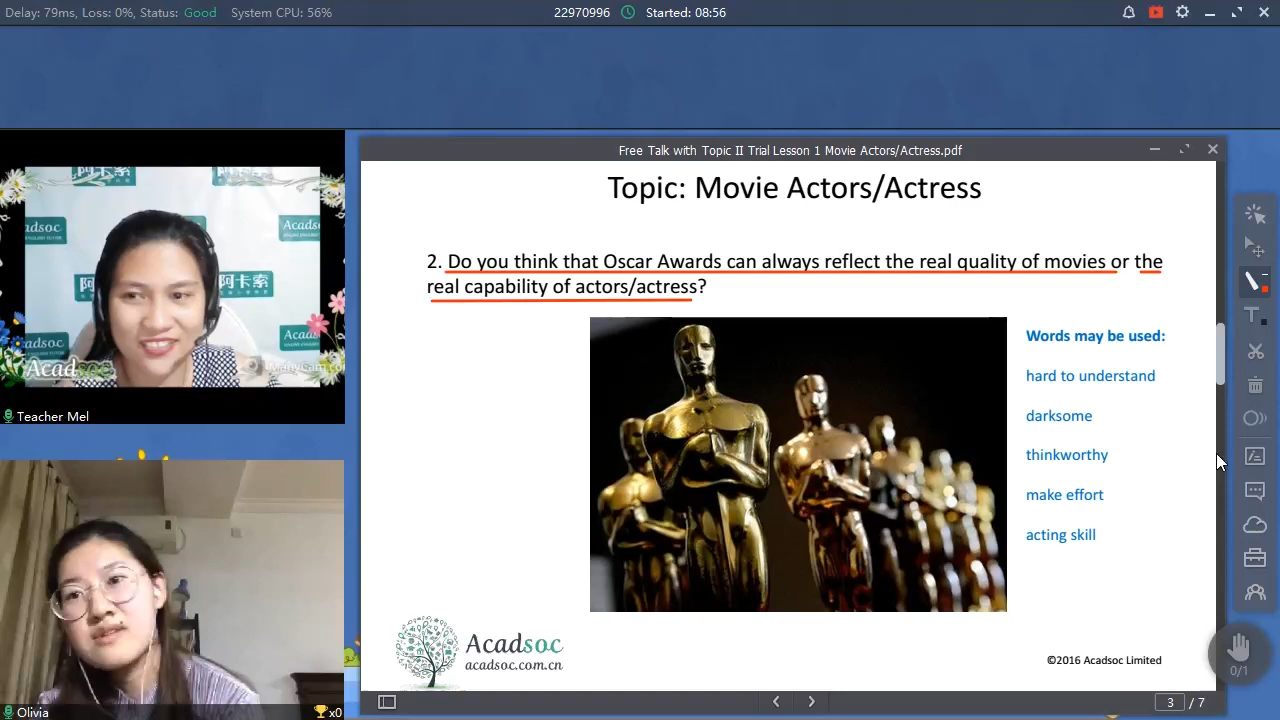 Delay: 79ms, Loss: 0%, Status: Good System CPU: 56%
22970996 Started: 08:56
Free Talk with Topic II Trial Lesson 1 Movie Actors/Actress.pdf
Topic: Movie Actors/Actress
2. Do you think that Oscar Awards can always reflect the real quality of movies or the
real capability of actors/actress?
Words may be used:
hard to understand
darksome
thinkworthy
make effort
acting skill
Acadsoc
acadsoc.com.cn
©2016 Acadsoc Limited
3 / 7
0/1
adsoc
Acadsoc
阿卡索
Acadsoc
ManyCam.co
Teacher Mel
Olivia
x0